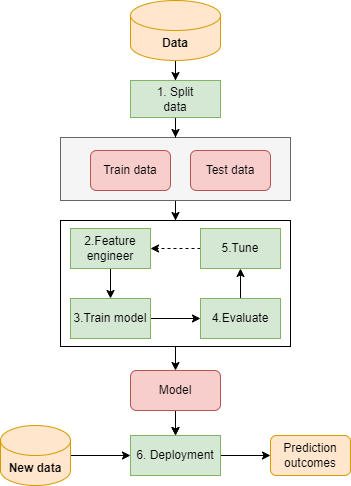 Data
1. Split
data
Train data
Test data
2.Feature
engineer
5.Tune
3.Train model
4.Evaluate
Model
New data
6. Deployment
Prediction
outcomes